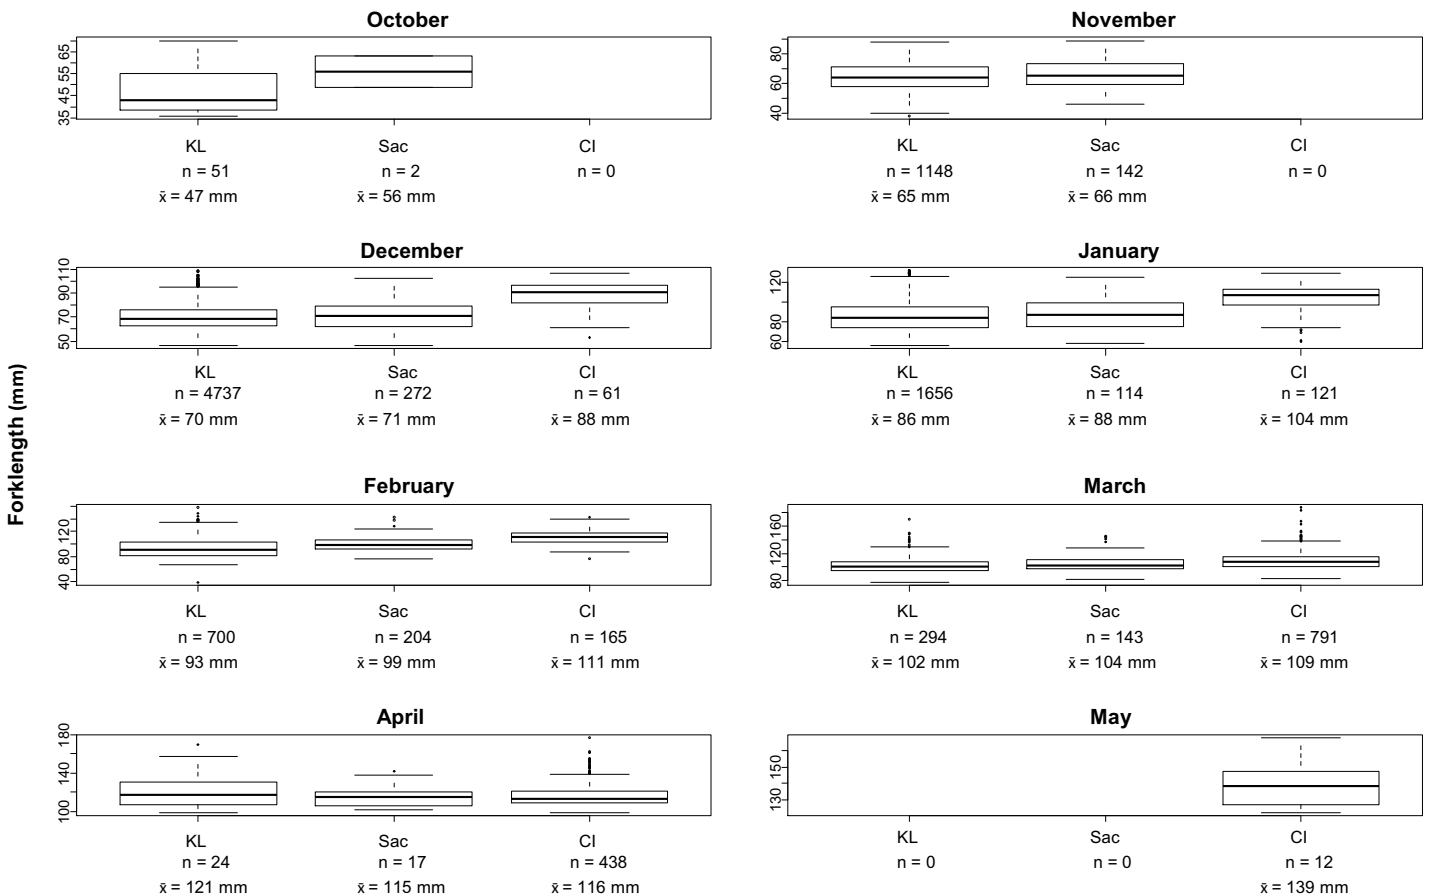 October
35 45 55 65
KL Sac CI
n = 51 n = 2 n = 0
x̄ = 47 mm x̄ = 56 mm
November
40 60 80
KL Sac CI
n = 1148 n = 142 n = 0
x̄ = 65 mm x̄ = 66 mm
December
50 70 90 110
KL Sac CI
n = 4737 n = 272 n = 61
x̄ = 70 mm x̄ = 71 mm x̄ = 88 mm
January
60 80 120
KL Sac CI
n = 1656 n = 114 n = 121
x̄ = 86 mm x̄ = 88 mm x̄ = 104 mm
Forklength (mm)
February
40 80 120
KL Sac CI
n = 700 n = 204 n = 165
x̄ = 93 mm x̄ = 99 mm x̄ = 111 mm
March
80 120 160
KL Sac CI
n = 294 n = 143 n = 791
x̄ = 102 mm x̄ = 104 mm x̄ = 109 mm
April
100 140 180
KL Sac CI
n = 24 n = 17 n = 438
x̄ = 121 mm x̄ = 115 mm x̄ = 116 mm
May
130 150
KL Sac CI
n = 0 n = 0 n = 12
x̄ = 139 mm